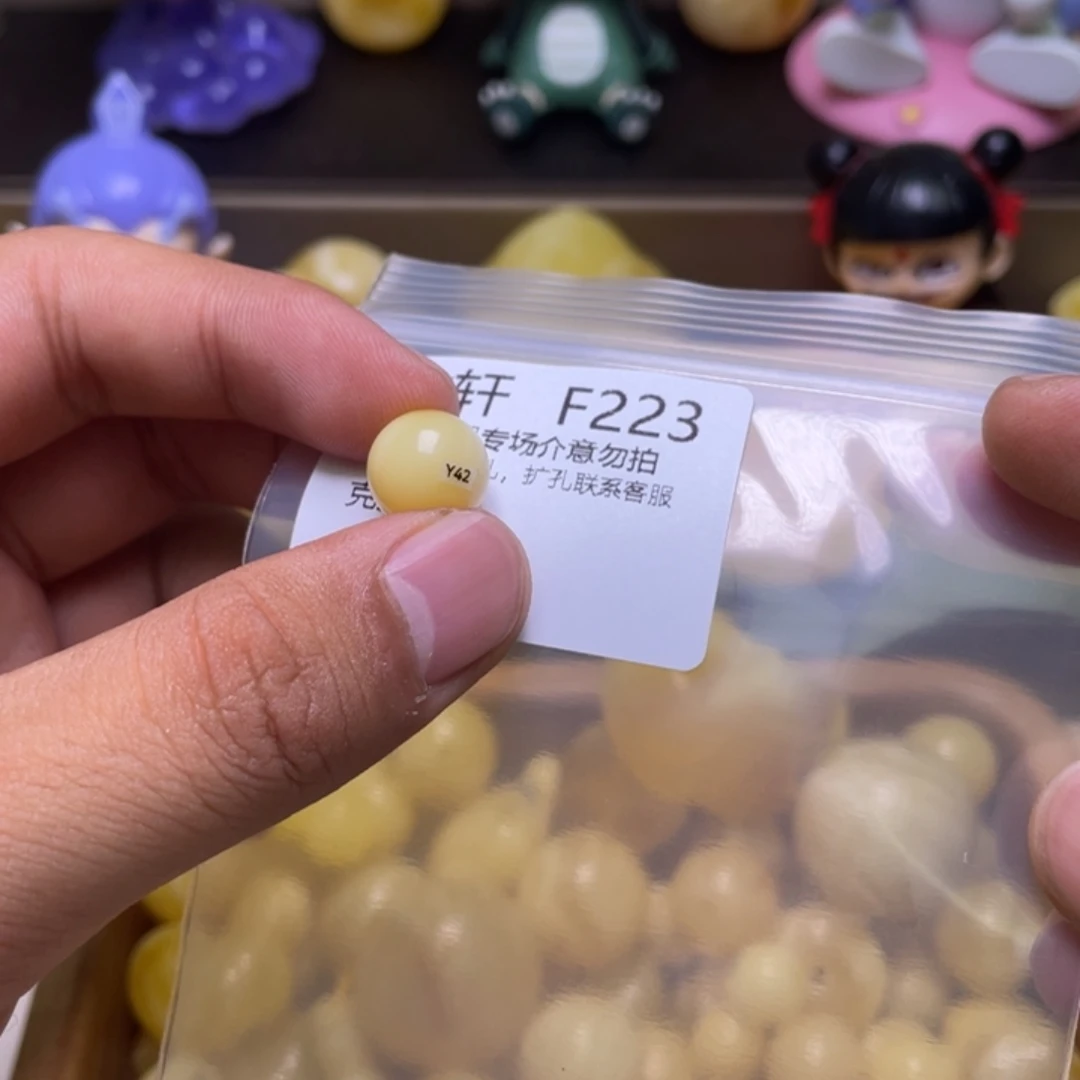 轩 F223
专场介意勿拍
，扩孔联系客服
克
Y42